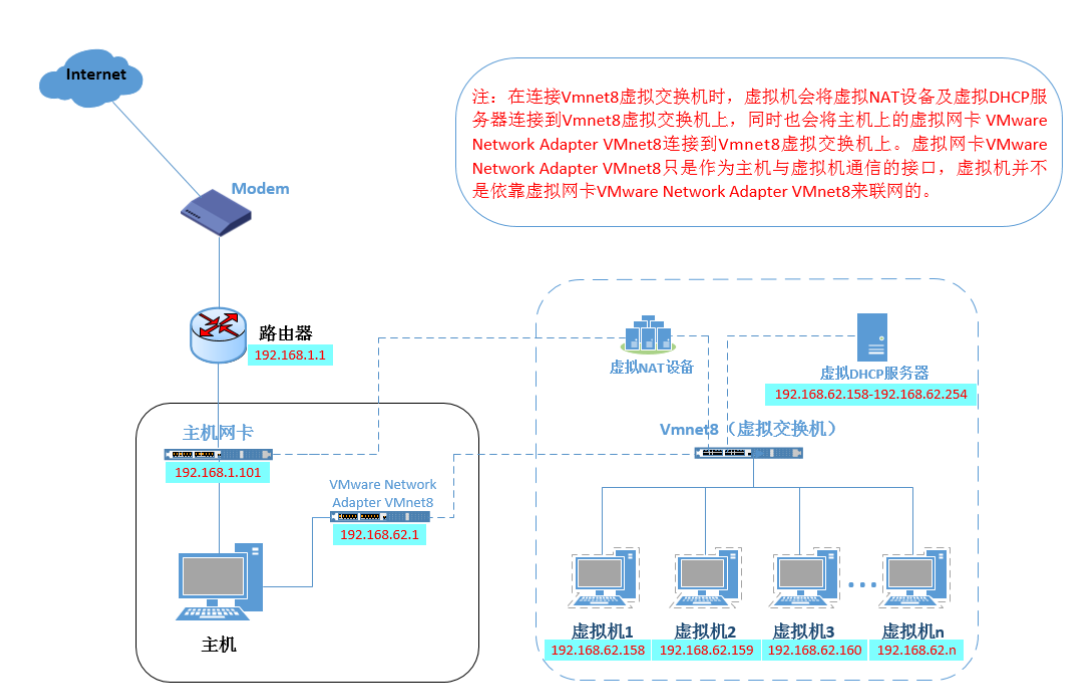 Internet
注：在连接Vmnet8虚拟交换机时，虚拟机会将虚拟NAT设备及虚拟DHCP服
务器连接到Vmnet8虚拟交换机上，同时也会将主机上的虚拟网卡 VMware
Network Adapter VMnet8连接到Vmnet8虚拟交换机上。虚拟网卡VMware
Network Adapter VMnet8只是作为主机与虚拟机通信的接口，虚拟机并不
是依靠虚拟网卡VMware Network Adapter VMnet8来联网的。
Modem
路由器
192.168.1.1
虚拟NAT设备
虚拟DHCP服务器
192.168.62.158-192.168.62.254
主机网卡
192.168.1.101
Vmnet8（虚拟交换机）
VMware Network
Adapter VMnet8
192.168.62.1
主机
虚拟机1
192.168.62.158
虚拟机2
192.168.62.159
虚拟机3
192.168.62.160
...
虚拟机n
192.168.62.n